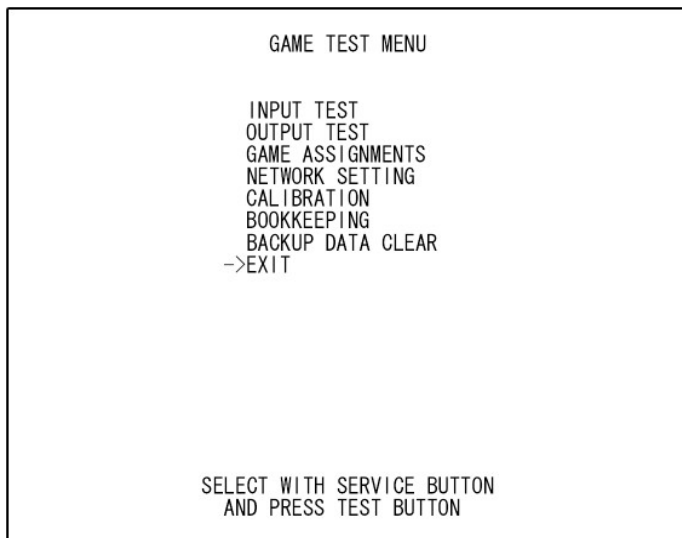 GAME TEST MENU
INPUT TEST
OUTPUT TEST
GAME ASSIGNMENTS
NETWORK SETTING
CALIBRATION
BOOKKEEPING
BACKUP DATA CLEAR
->EXIT
SELECT WITH SERVICE BUTTON
AND PRESS TEST BUTTON